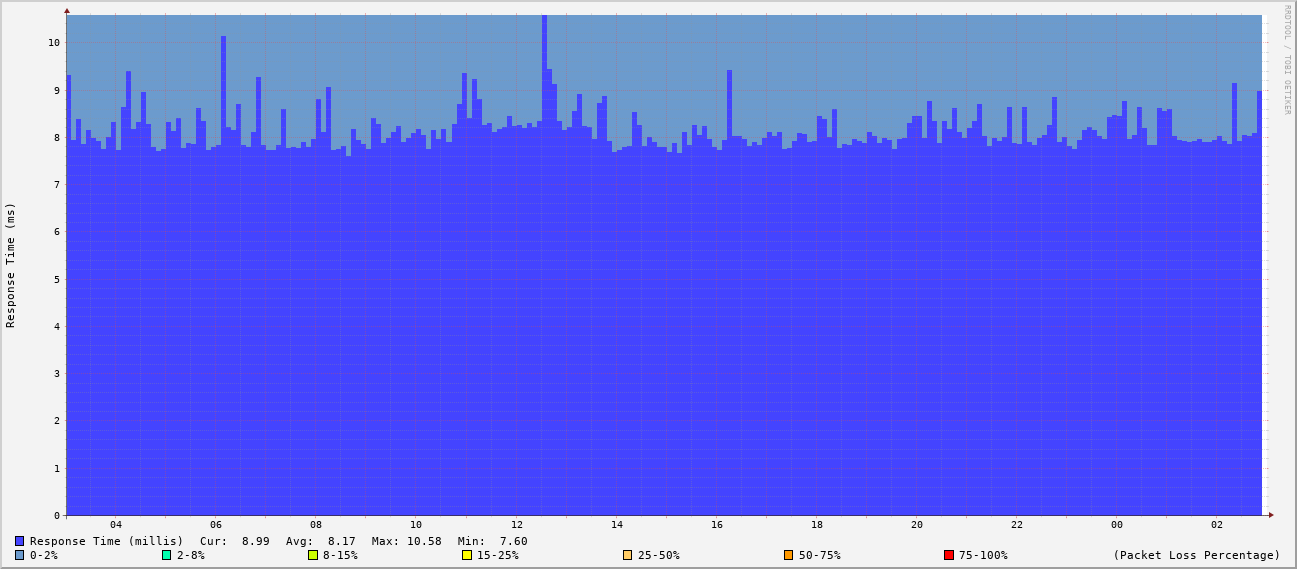 RRDTOOL / TOBI OETIKER
Response Time (ms)
10
9
8
7
6
5
4
3
2
1
0
04 06 08 10 12 14 16 18 20 22 00 02
Response Time (millis) Cur: 8.99 Avg: 8.17 Max: 10.58 Min: 7.60
0-2% 2-8% 8-15% 15-25% 25-50% 50-75% 75-100% (Packet Loss Percentage)